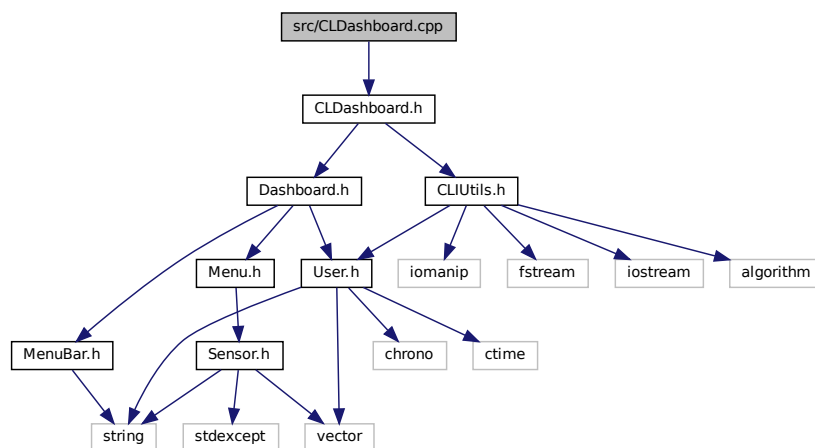 src/CLDashboard.cpp
CLDashboard.h
Dashboard.h
CLIUtils.h
Menu.h
User.h
iomanip
fstream
iostream
algorithm
MenuBar.h
Sensor.h
chrono
ctime
string
stdexcept
vector